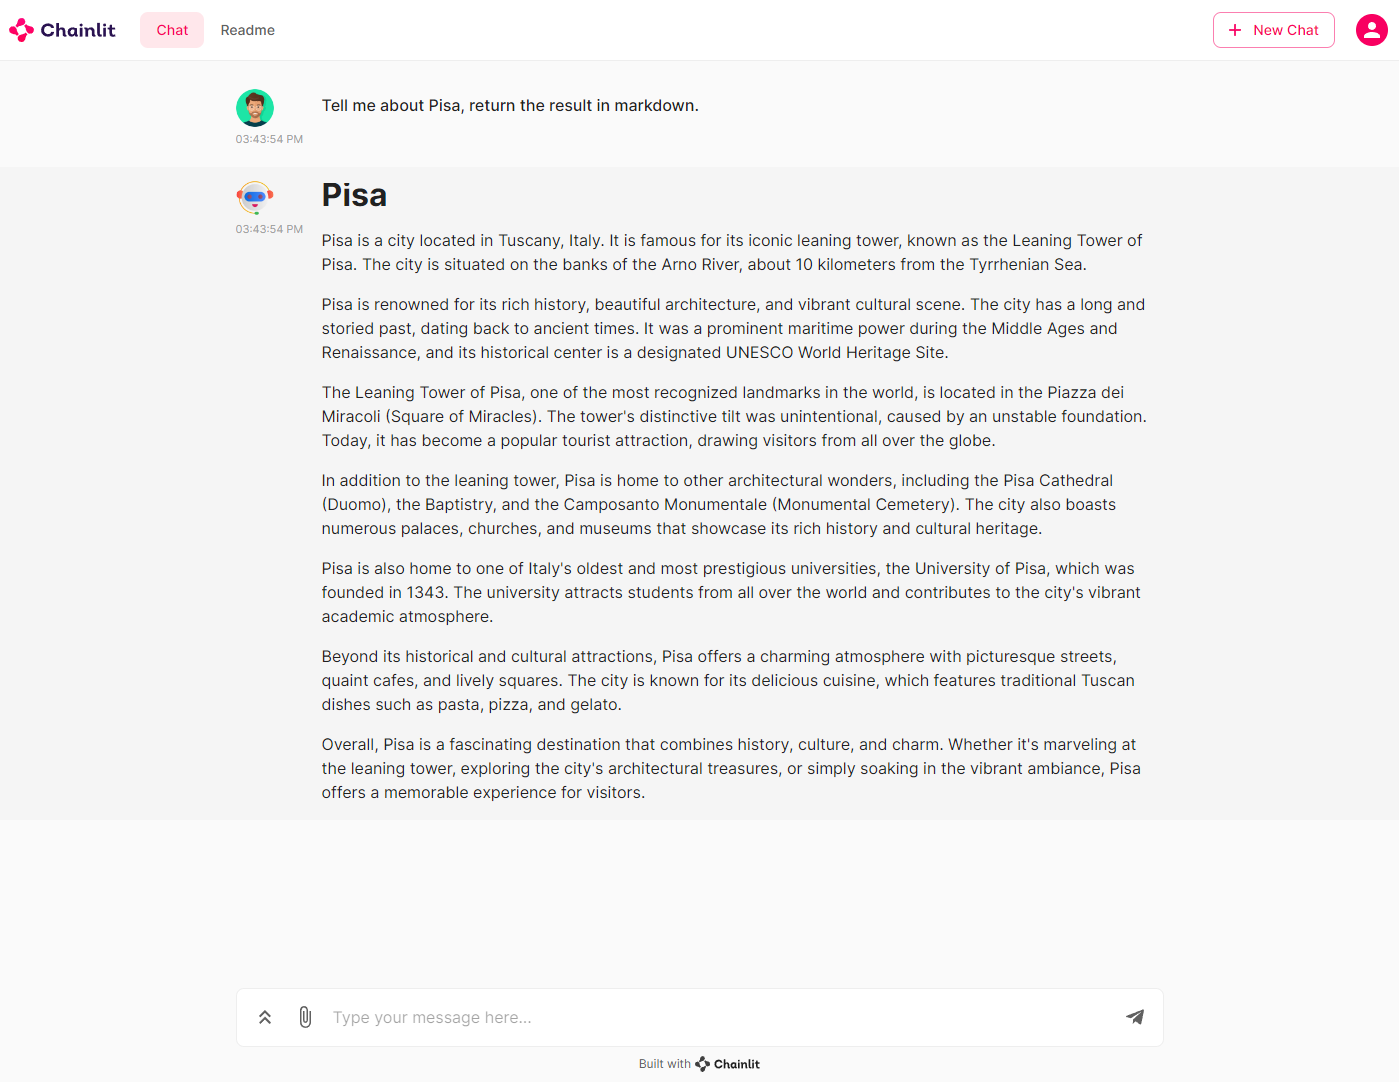 Chainlit
Chat
Readme
New Chat
Tell me about Pisa, return the result in markdown.
03:43:54 PM
Pisa
03:43:54 PM
Pisa is a city located in Tuscany, Italy. It is famous for its iconic leaning tower, known as the Leaning Tower of
Pisa. The city is situated on the banks of the Arno River, about 10 kilometers from the Tyrrhenian Sea.
Pisa is renowned for its rich history, beautiful architecture, and vibrant cultural scene. The city has a long and
storied past, dating back to ancient times. It was a prominent maritime power during the Middle Ages and
Renaissance, and its historical center is a designated UNESCO World Heritage Site.
The Leaning Tower of Pisa, one of the most recognized landmarks in the world, is located in the Piazza dei
Miracoli (Square of Miracles). The tower's distinctive tilt was unintentional, caused by an unstable foundation.
Today, it has become a popular tourist attraction, drawing visitors from all over the globe.
In addition to the leaning tower, Pisa is home to other architectural wonders, including the Pisa Cathedral
(Duomo), the Baptistry, and the Camposanto Monumentale (Monumental Cemetery). The city also boasts
numerous palaces, churches, and museums that showcase its rich history and cultural heritage.
Pisa is also home to one of Italy's oldest and most prestigious universities, the University of Pisa, which was
founded in 1343. The university attracts students from all over the world and contributes to the city's vibrant
academic atmosphere.
Beyond its historical and cultural attractions, Pisa offers a charming atmosphere with picturesque streets,
quaint cafes, and lively squares. The city is known for its delicious cuisine, which features traditional Tuscan
dishes such as pasta, pizza, and gelato.
Overall, Pisa is a fascinating destination that combines history, culture, and charm. Whether it's marveling at
the leaning tower, exploring the city's architectural treasures, or simply soaking in the vibrant ambiance, Pisa
offers a memorable experience for visitors.
Type your message here...
Built with Chainlit